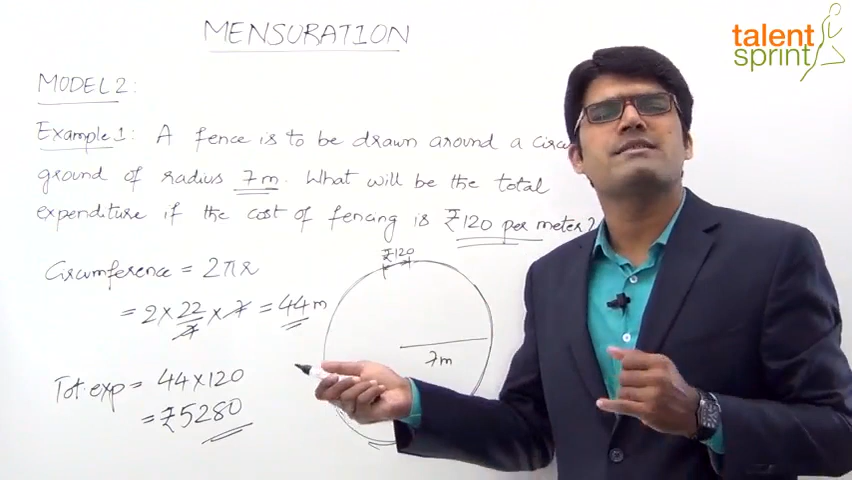 MENSURATION
talent
sprint
MODEL 2:
Example 1: A fence is to be drawn around a
ground of radius 7m. What will be the total
expenditure if the cost of fencing is ₹120 per meter?
Circumference = 2πr
= 2 × 22/7 × 7 = 44 m
₹120
7m
Tot exp = 44×120
= ₹5280